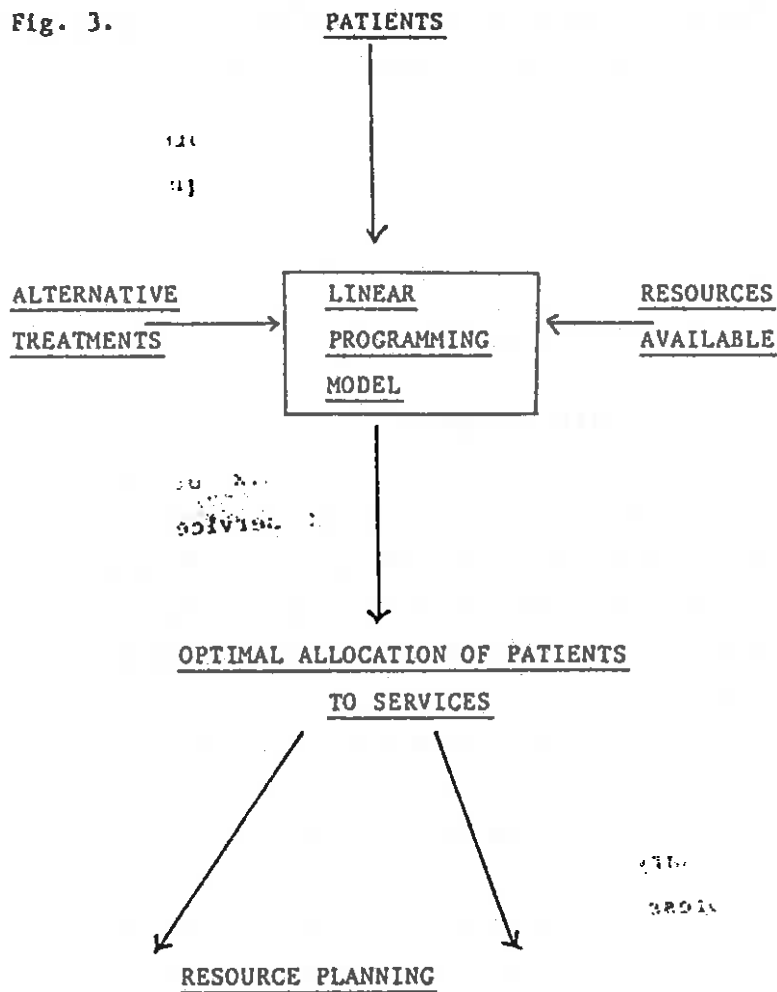 Fig. 3.
PATIENTS
ALTERNATIVE
TREATMENTS
LINEAR
PROGRAMMING
MODEL
RESOURCES
AVAILABLE
OPTIMAL ALLOCATION OF PATIENTS
TO SERVICES
RESOURCE PLANNING